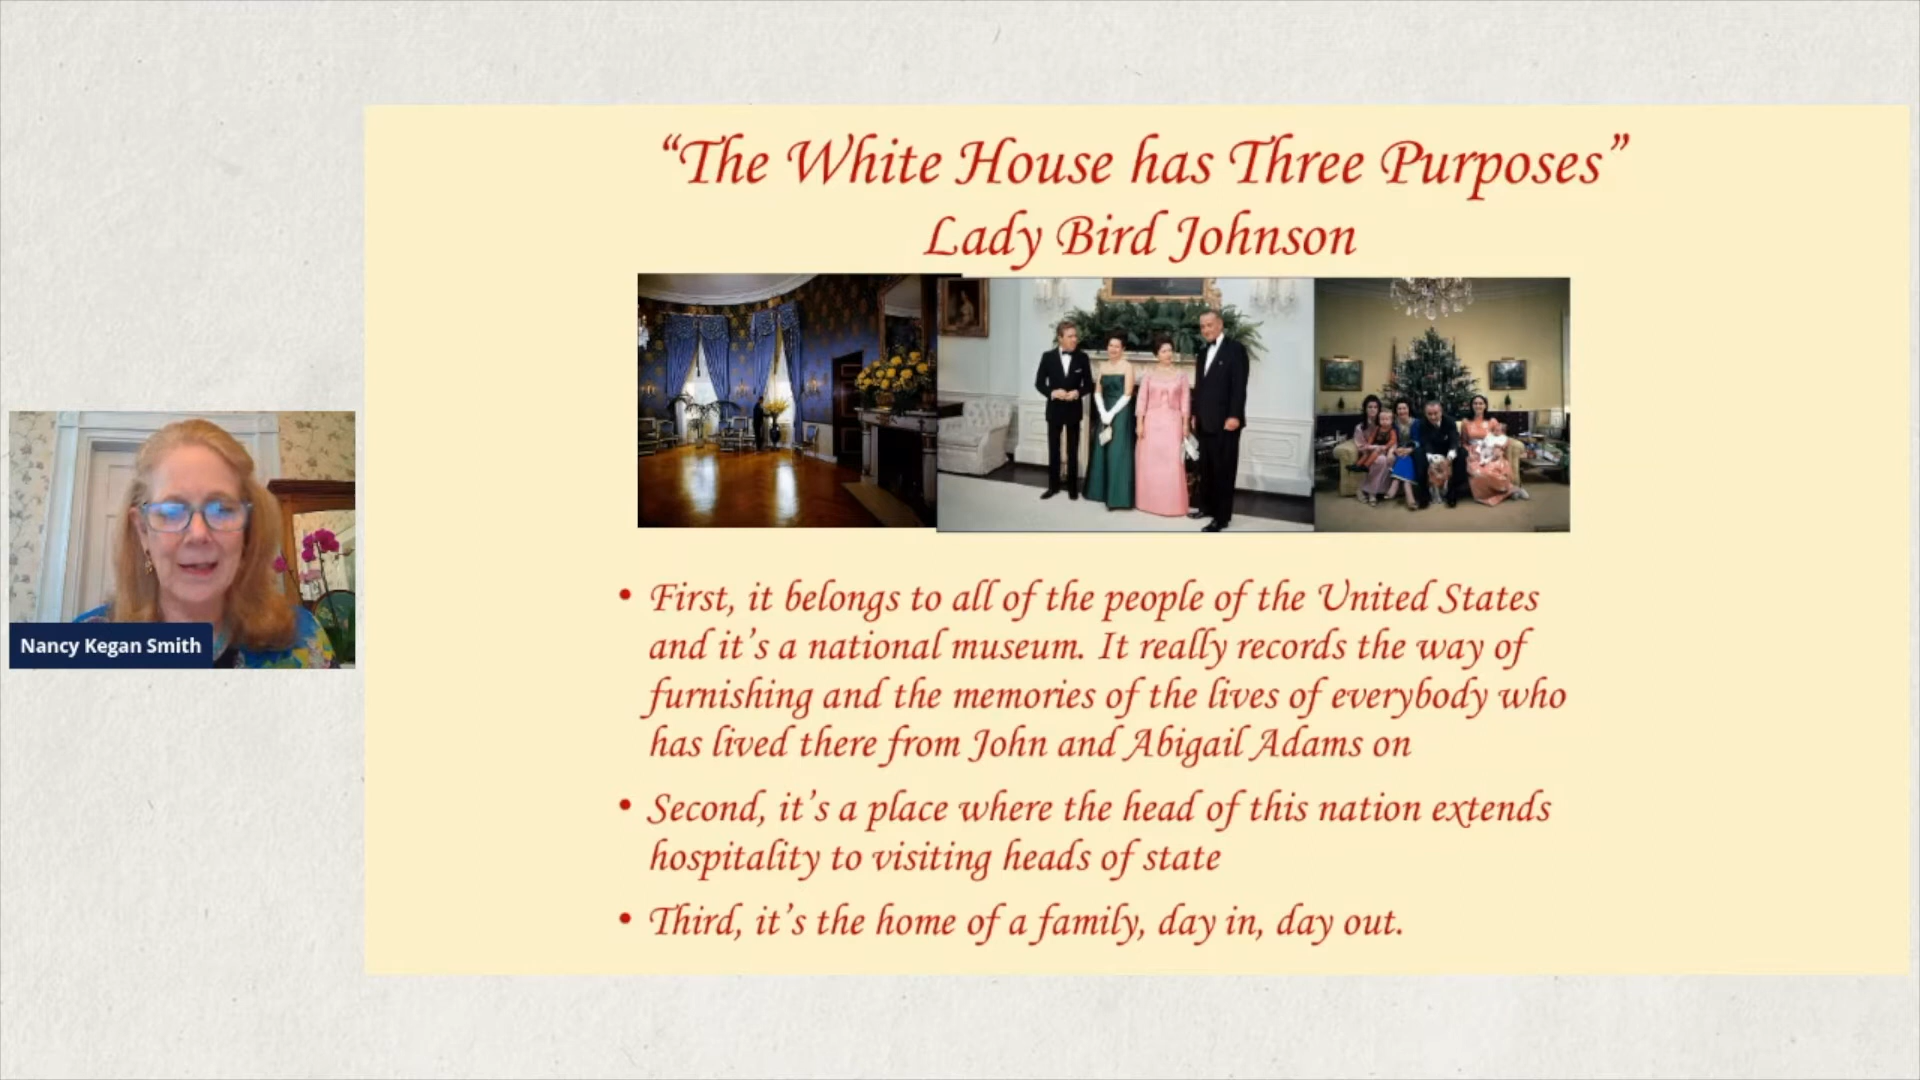 “The White House has Three Purposes”
Lady Bird Johnson
Nancy Kegan Smith
• First, it belongs to all of the people of the United States
and it’s a national museum. It really records the way of
furnishing and the memories of the lives of everybody who
has lived there from John and Abigail Adams on
• Second, it’s a place where the head of this nation extends
hospitality to visiting heads of state
• Third, it’s the home of a family, day in, day out.